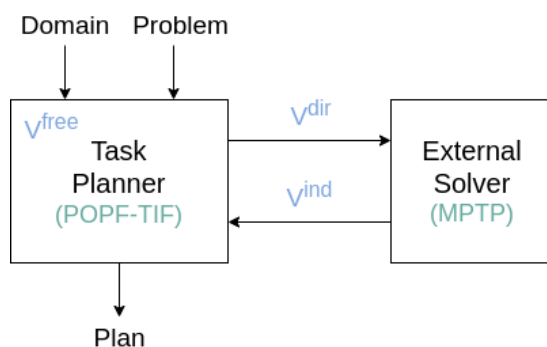 Domain
Problem
V^free
Task
Planner
(POPF-TIF)
V^dir
V^ind
External
Solver
(MPTP)
Plan